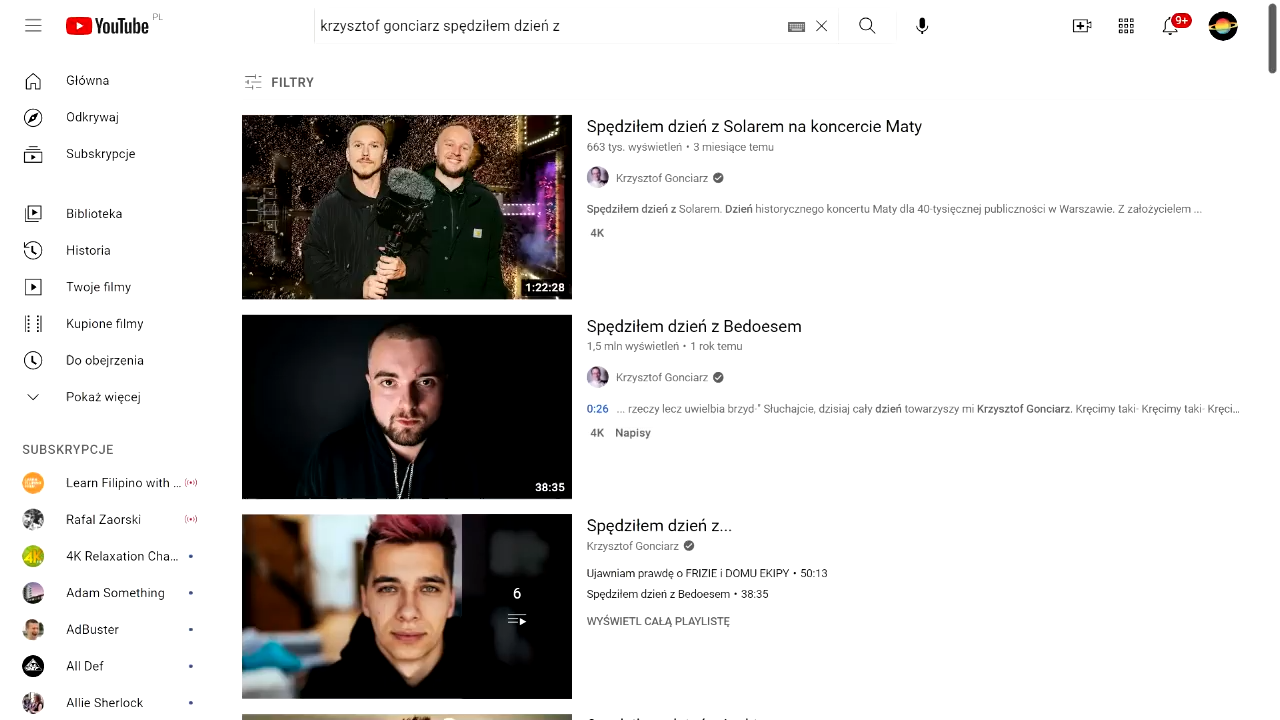 YouTube PL
krzysztof gonciarz spędziłem dzień z
9+
Główna
Odkrywaj
Subskrypcje
Biblioteka
Historia
Twoje filmy
Kupione filmy
Do obejrzenia
Pokaż więcej
SUBSKRYPCJE
Learn Filipino with ...
Rafal Zaorski
4K Relaxation Cha...
Adam Something
AdBuster
All Def
Allie Sherlock
FILTRY
1:22:28
Spędziłem dzień z Solarem na koncercie Maty
663 tys. wyświetleń • 3 miesiące temu
Krzysztof Gonciarz
Spędziłem dzień z Solarem. Dzień historycznego koncertu Maty dla 40-tysięcznej publiczności w Warszawie. Z założycielem ...
4K
38:35
Spędziłem dzień z Bedoesem
1,5 mln wyświetleń • 1 rok temu
Krzysztof Gonciarz
0:26 ... rzeczy lecz uwielbia brzyd-" Słuchajcie, dzisiaj cały dzień towarzyszy mi Krzysztof Gonciarz. Kręcimy taki- Kręcimy taki- Kręci...
4K Napisy
6
Spędziłem dzień z...
Krzysztof Gonciarz
Ujawniam prawdę o FRIZIE i DOMU EKIPY • 50:13
Spędziłem dzień z Bedoesem • 38:35
WYŚWIETL CAŁĄ PLAYLISTĘ